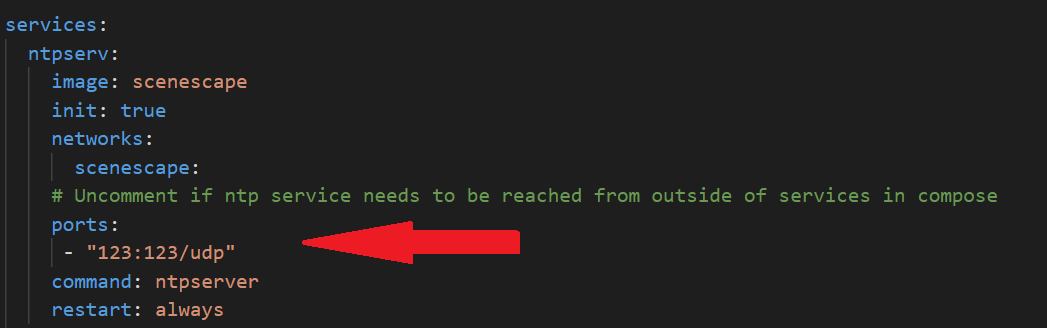 services:
  ntpserv:
    image: scenescape
    init: true
    networks:
      scenescape:
    # Uncomment if ntp service needs to be reached from outside of services in compose
    ports:
     - "123:123/udp"
    command: ntpserver
    restart: always